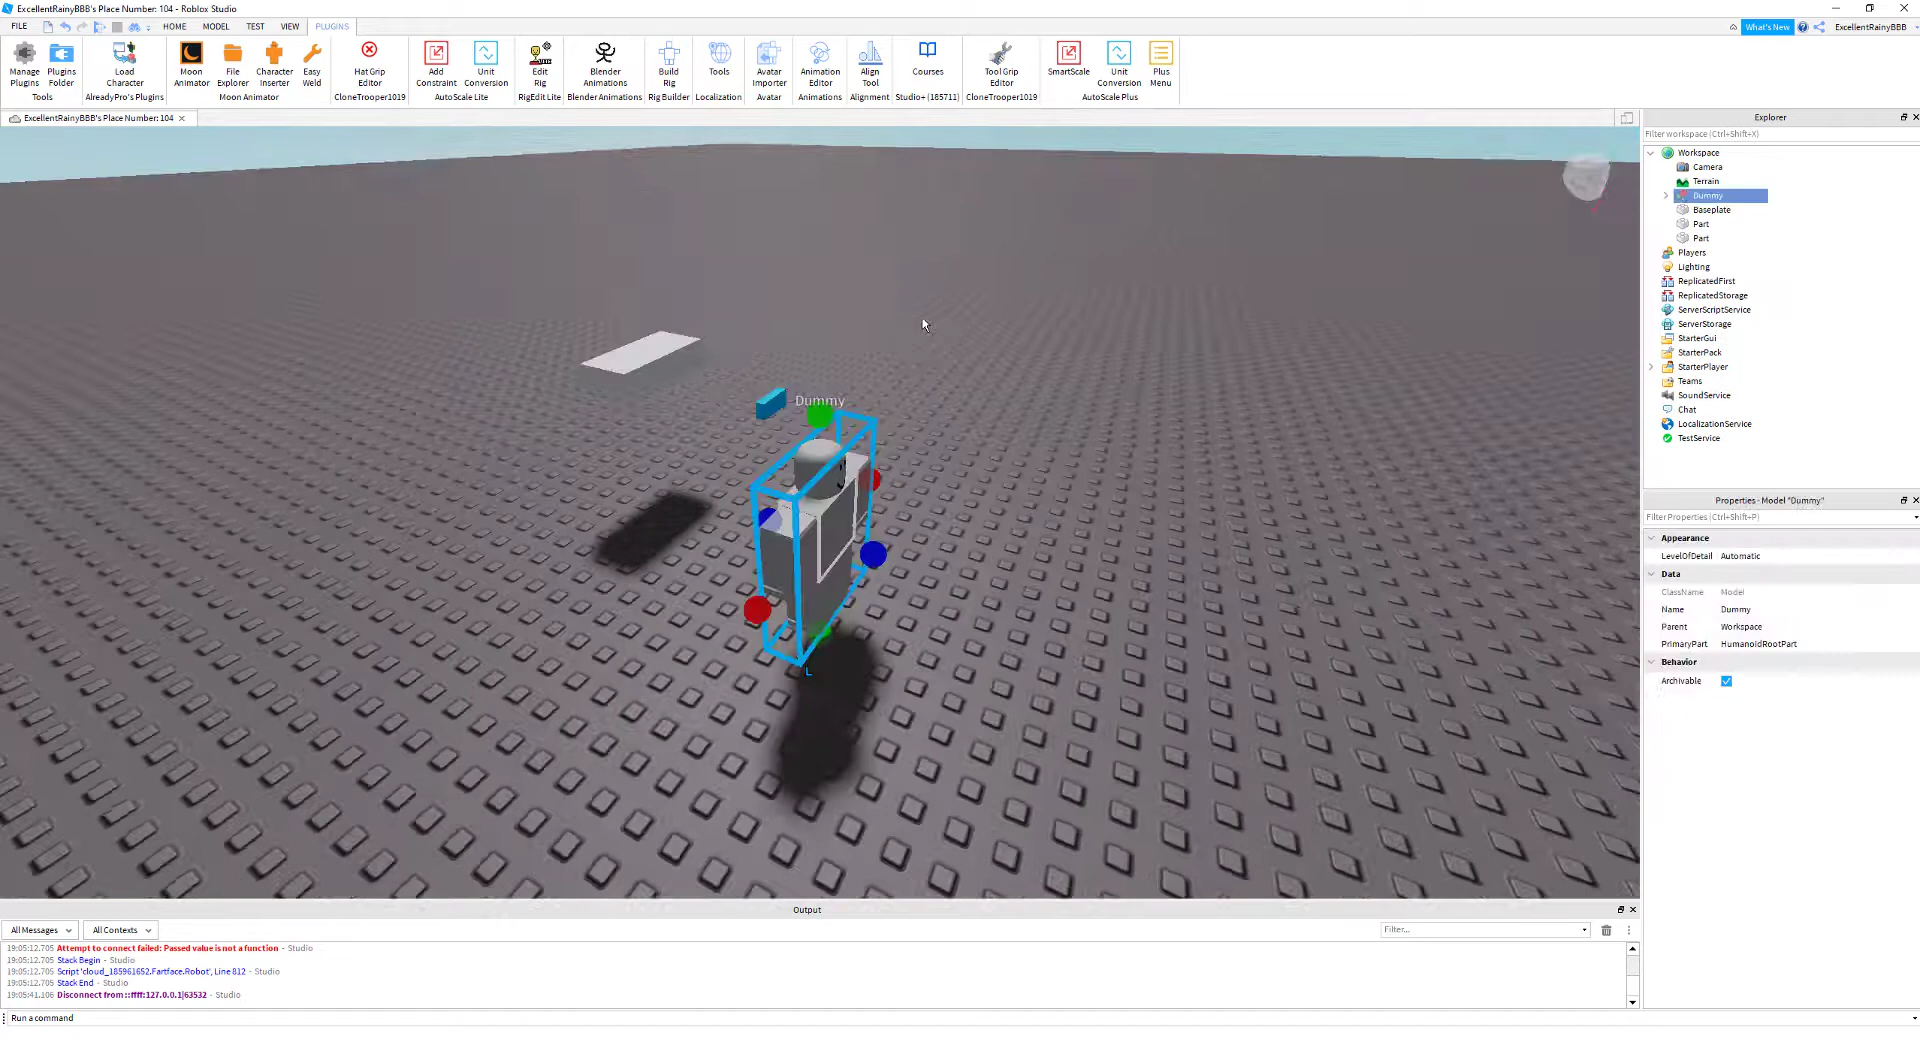 ExcellentRainyBBB's Place Number: 104 - Roblox Studio
FILE HOME MODEL TEST VIEW PLUGINS What's New ExcellentRainyBBB
Manage Plugins
Plugins Folder
Tools
Load Character
AlreadyPro's Plugins
Moon Animator
File Explorer
Character Inserter
Easy Weld
Moon Animator
Hat Grip Editor
CloneTrooper1019
Add Constraint
Unit Conversion
AutoScale Lite
Edit Rig
RigEdit Lite
Blender Animations
Blender Animations
Build Rig
Rig Builder
Tools
Localization
Avatar Importer
Avatar
Animation Editor
Animations
Align Tool
Alignment
Courses
Studio+ (185711)
Tool Grip Editor
CloneTrooper1019
SmartScale
Unit Conversion
Plus Menu
AutoScale Plus
ExcellentRainyBBB's Place Number: 104
Dummy
L
Explorer
Filter workspace (Ctrl+Shift+X)
Workspace
Camera
Terrain
Dummy
Baseplate
Part
Part
Players
Lighting
ReplicatedFirst
ReplicatedStorage
ServerScriptService
ServerStorage
StarterGui
StarterPack
StarterPlayer
Teams
SoundService
Chat
LocalizationService
TestService
Properties - Model "Dummy"
Filter Properties (Ctrl+Shift+P)
Appearance
LevelOfDetail Automatic
Data
ClassName Model
Name Dummy
Parent Workspace
PrimaryPart HumanoidRootPart
Behavior
Archivable
Output
All Messages All Contexts Filter...
19:05:12.705 Attempt to connect failed: Passed value is not a function - Studio
19:05:12.705 Stack Begin - Studio
19:05:12.705 Script 'cloud_185961652.Fartface.Robot', Line 812 - Studio
19:05:12.705 Stack End - Studio
19:05:41.106 Disconnect from ::ffff:127.0.0.1|63532 - Studio
Run a command